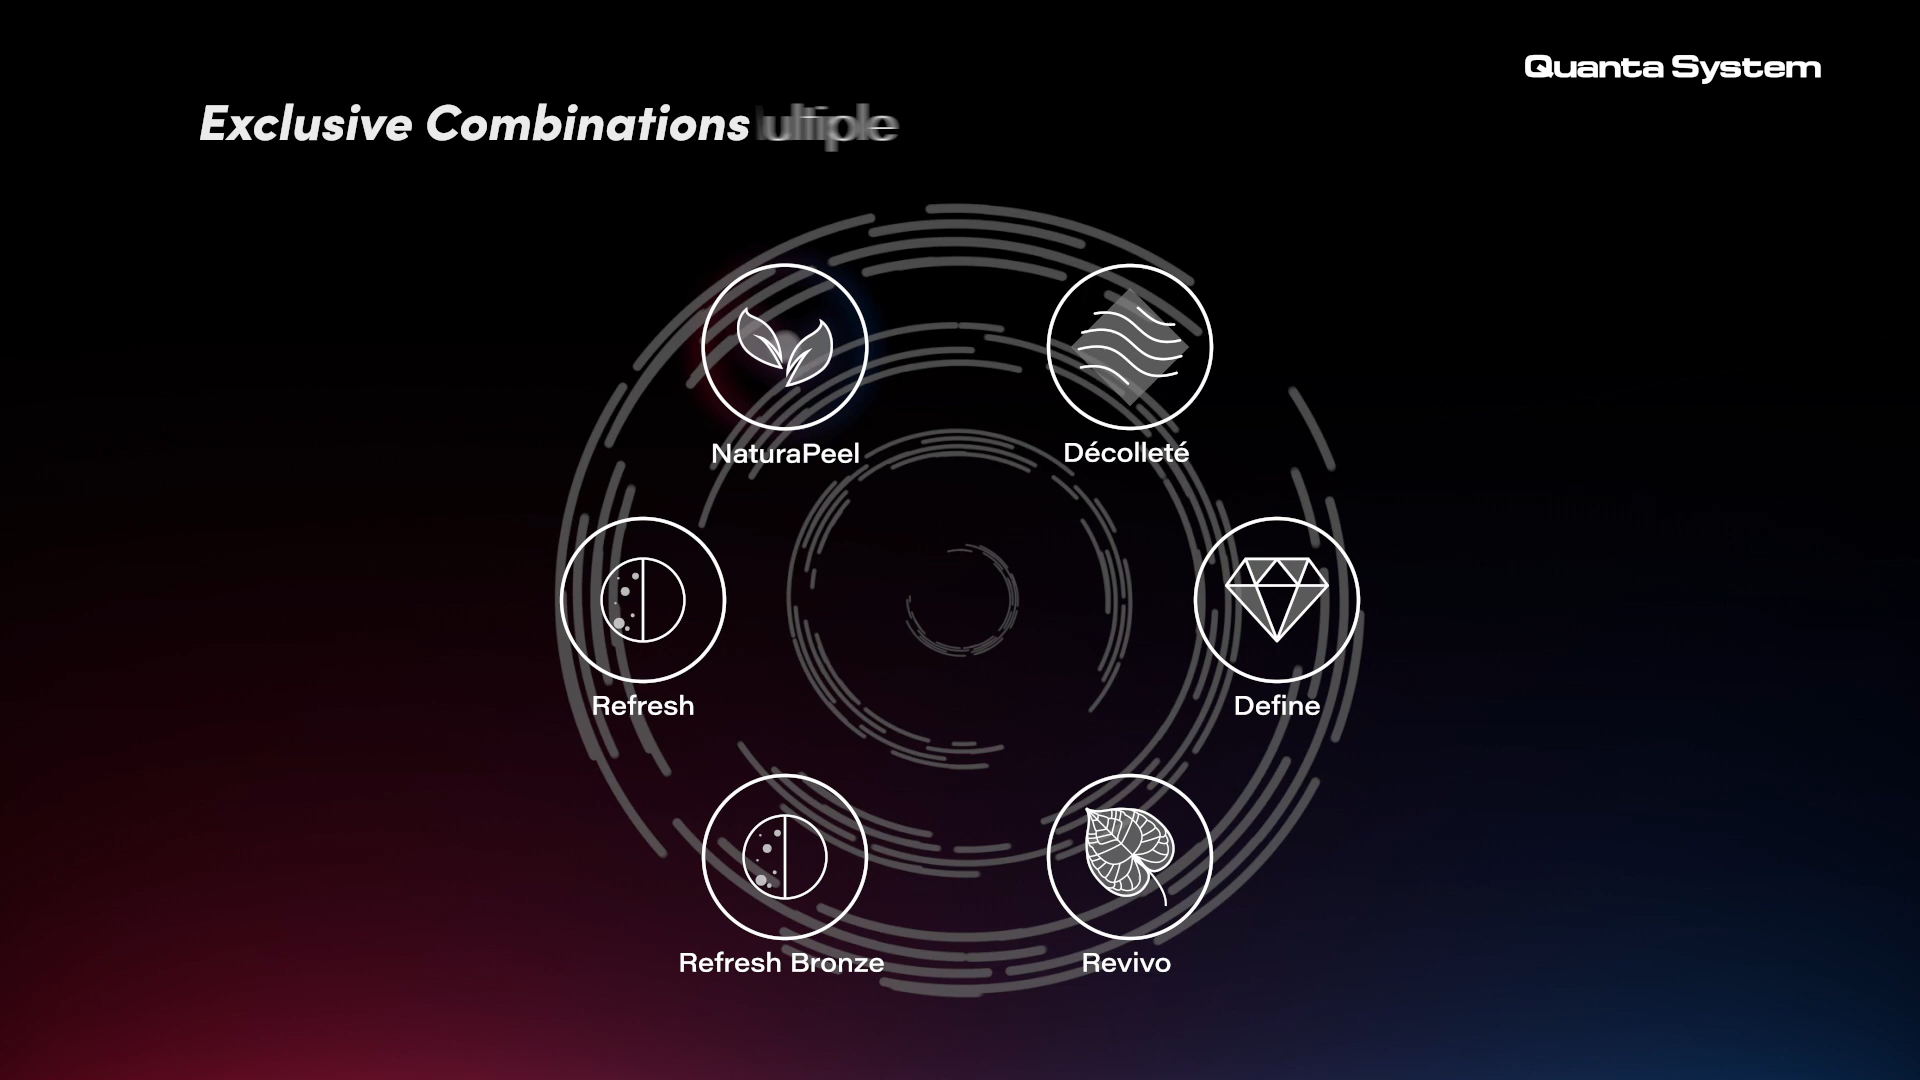 Quanta System
Exclusive Combinations
NaturaPeel
Décolleté
Refresh
Define
Refresh Bronze
Revivo